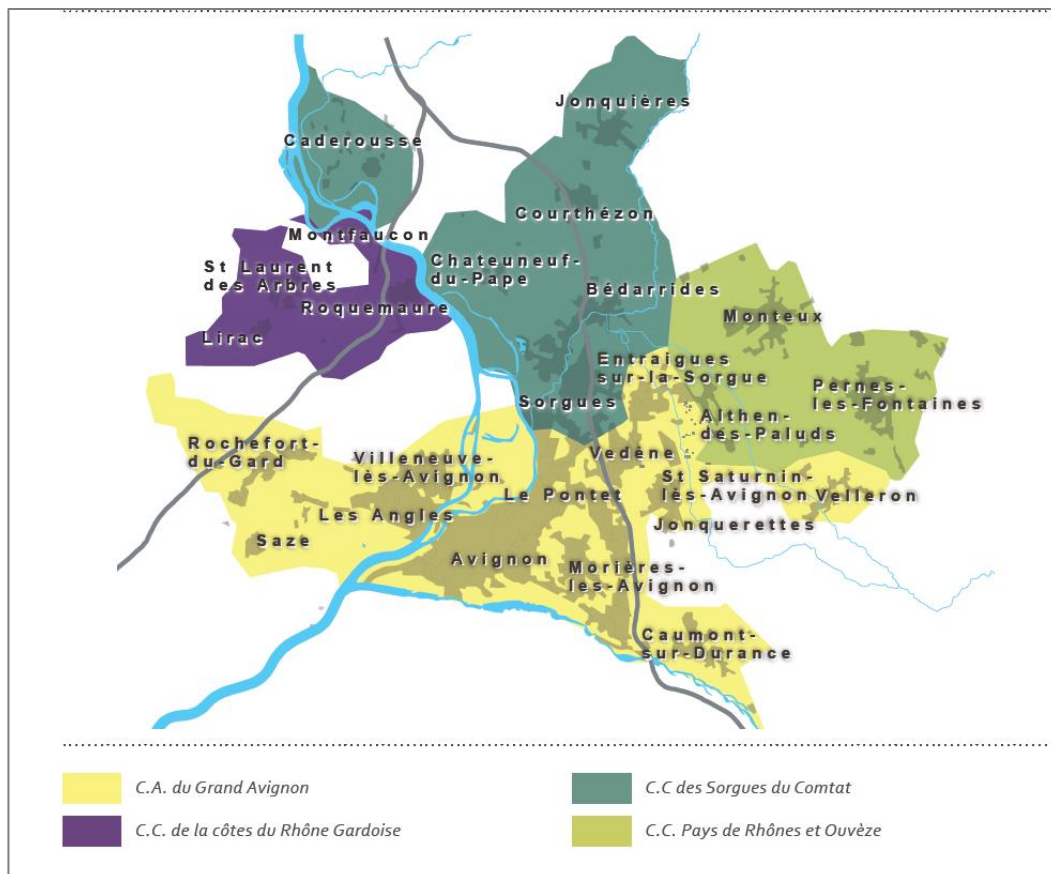 Jonquières
Caderousse
Courthézon
Montfaucon
St Laurent
des Arbres
Chateuneuf-
du-Pape
Bédarrides
Roquemaure
Monteux
Lirac
Entraigues
sur-la-Sorgue
Pernes-
les-Fontaines
Sorgues
Althen-
des-Paluds
Rochefort-
du-Gard
Villeneuve-
lès-Avignon
Vedène
St Saturnin-
lès-Avignon
Velleron
Le Pontet
Les Angles
Jonquerettes
Saze
Avignon
Morières-
les-Avignon
Caumont-
sur-Durance
C.A. du Grand Avignon
C.C des Sorgues du Comtat
C.C. de la côtes du Rhône Gardoise
C.C. Pays de Rhônes et Ouvèze